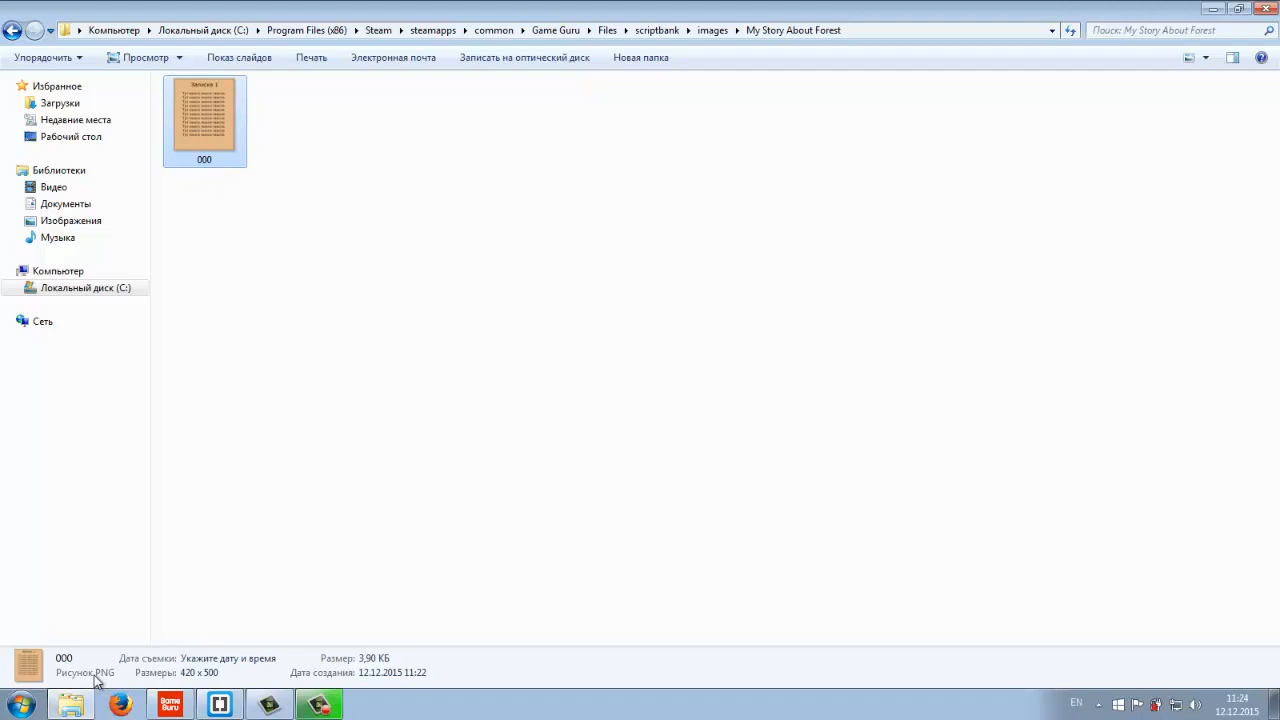 Компьютер Локальный диск (C:) Program Files (x86) Steam steamapps common Game Guru Files scriptbank images My Story About Forest Поиск: My Story About Forest
Упорядочить Просмотр Показ слайдов Печать Электронная почта Записать на оптический диск Новая папка
Избранное
Загрузки
Недавние места
Рабочий стол
Библиотеки
Видео
Документы
Изображения
Музыка
Компьютер
Локальный диск (C:)
Сеть
Записка 1
000
000 Дата съемки: Укажите дату и время Размер: 3,90 КБ
Рисунок PNG Размеры: 420 x 500 Дата создания: 12.12.2015 11:22
Game Guru
EN
11:24
12.12.2015